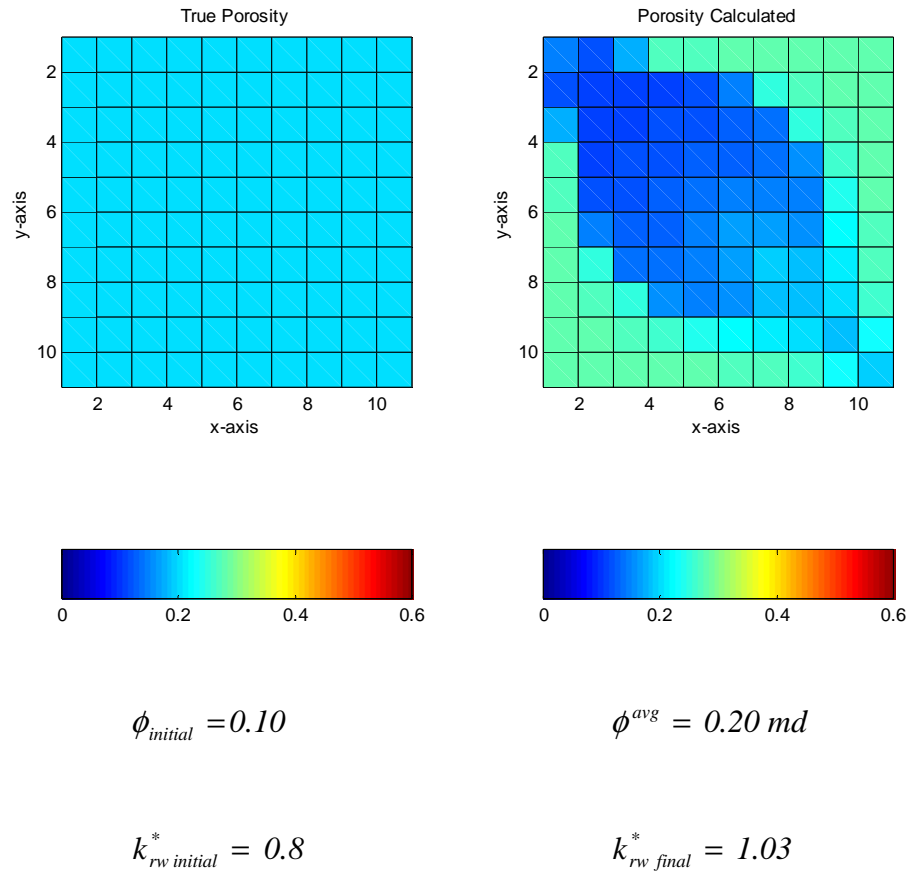 True Porosity
2
4
6
8
10
y-axis
2 4 6 8 10
x-axis
Porosity Calculated
2
4
6
8
10
y-axis
2 4 6 8 10
x-axis
0 0.2 0.4 0.6
0 0.2 0.4 0.6
ϕ_initial = 0.10
ϕ^avg = 0.20 md
k*_rw initial = 0.8
k*_rw final = 1.03